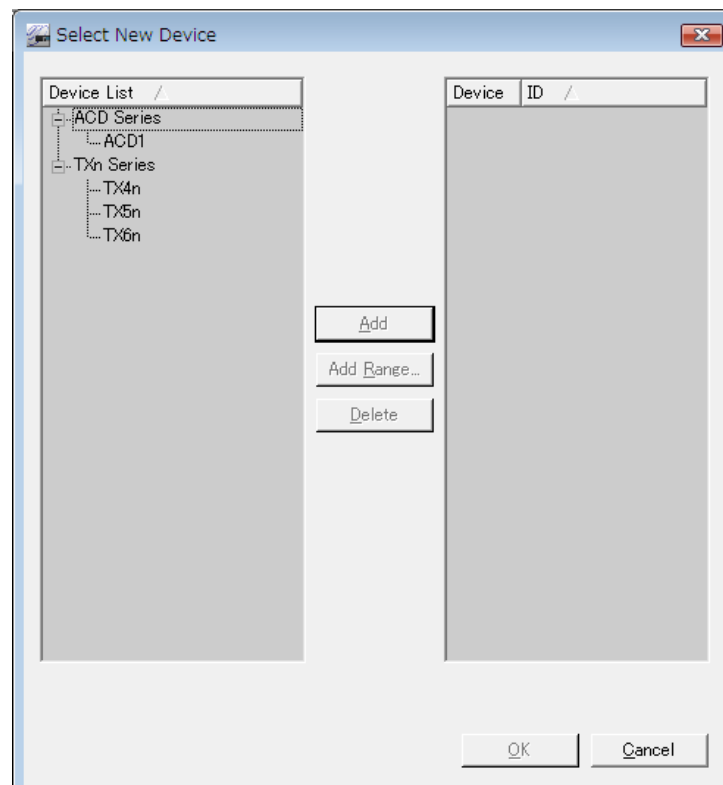 Select New Device
Device List
ACD Series
ACD1
TXn Series
TX4n
TX5n
TX6n
Device ID
Add
Add Range...
Delete
OK
Cancel